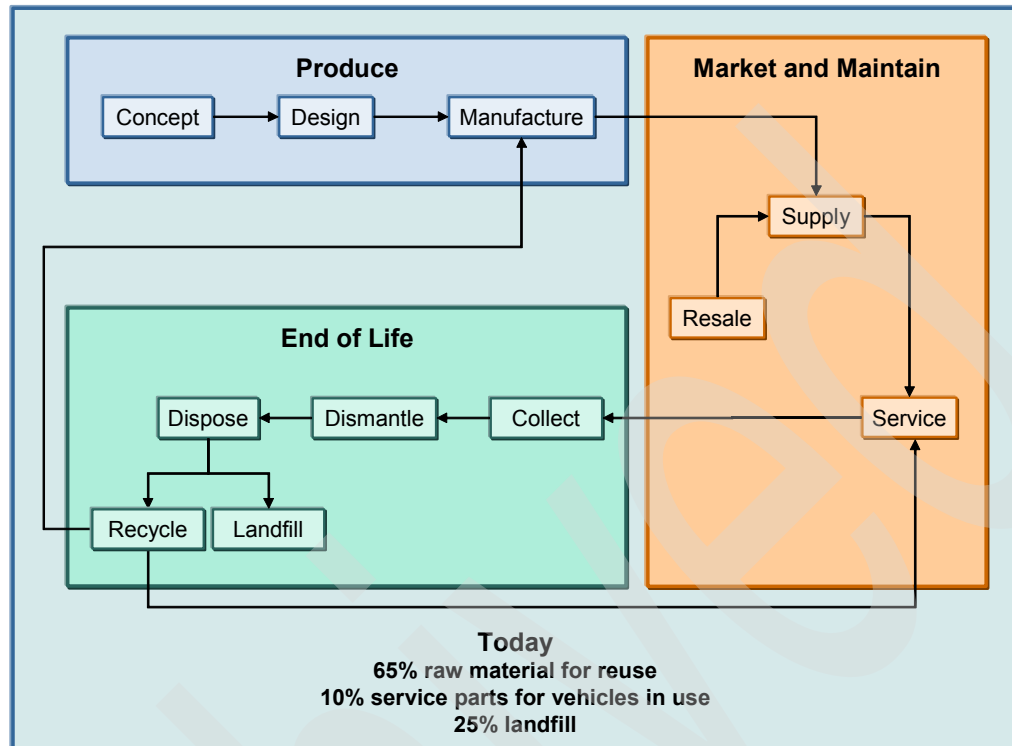 Produce
Concept
Design
Manufacture
Market and Maintain
Supply
Resale
Service
End of Life
Dispose
Dismantle
Collect
Recycle
Landfill
Today
65% raw material for reuse
10% service parts for vehicles in use
25% landfill